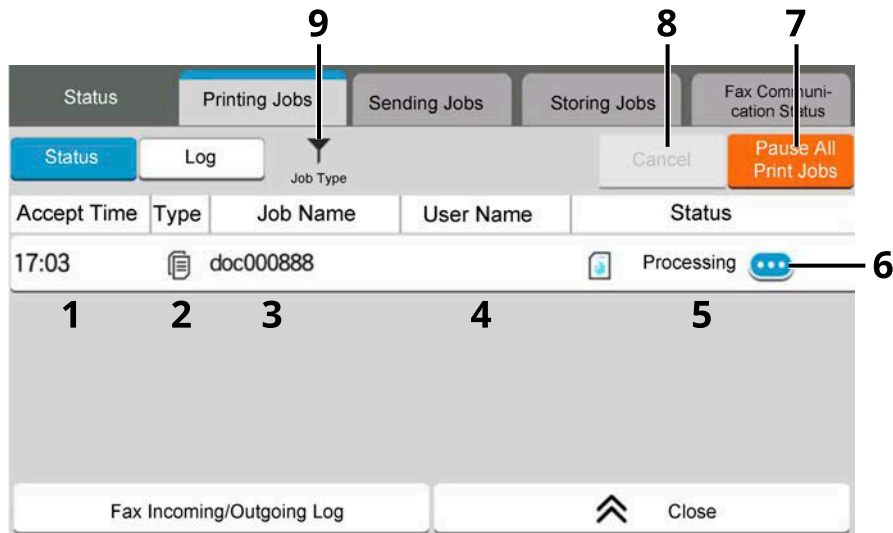 9 8 7
Status Printing Jobs Sending Jobs Storing Jobs Fax Communi-
cation Status
Status Log Job Type Cancel Pause All
Print Jobs
Accept Time Type Job Name User Name Status
17:03 doc000888 Processing 6
1 2 3 4 5
Fax Incoming/Outgoing Log Close